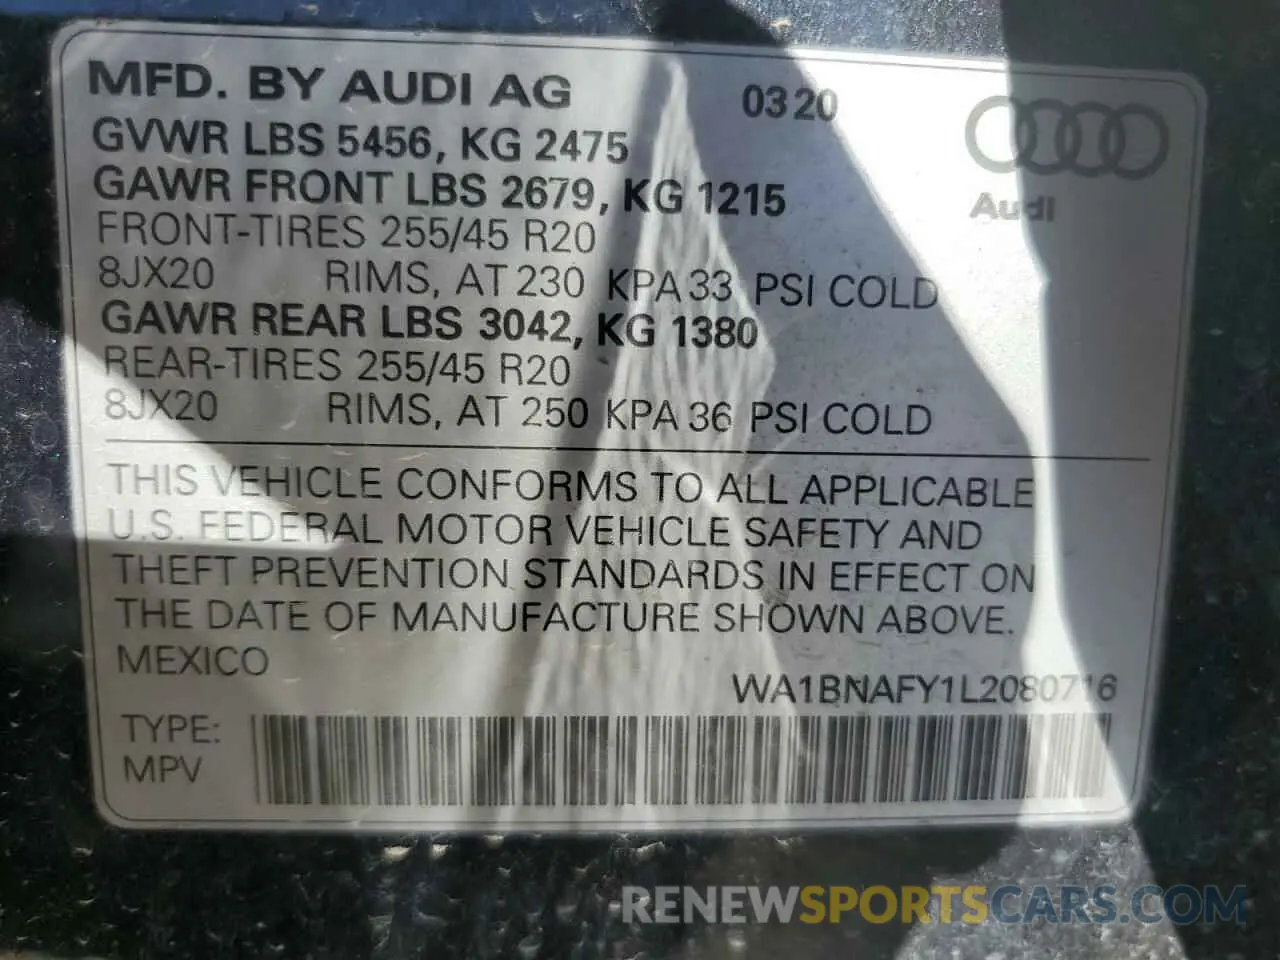 MFD. BY AUDI AG 03 20
GVWR LBS 5456, KG 2475
GAWR FRONT LBS 2679, KG 1215
Audi
FRONT-TIRES 255/45 R20
8JX20 RIMS, AT 230 KPA 33 PSI COLD
GAWR REAR LBS 3042, KG 1380
REAR-TIRES 255/45 R20
8JX20 RIMS, AT 250 KPA 36 PSI COLD
THIS VEHICLE CONFORMS TO ALL APPLICABLE
U.S. FEDERAL MOTOR VEHICLE SAFETY AND
THEFT PREVENTION STANDARDS IN EFFECT ON
THE DATE OF MANUFACTURE SHOWN ABOVE.
MEXICO
WA1BNAFY1L2080716
TYPE:
MPV
RENEWSPORTSCARS.COM